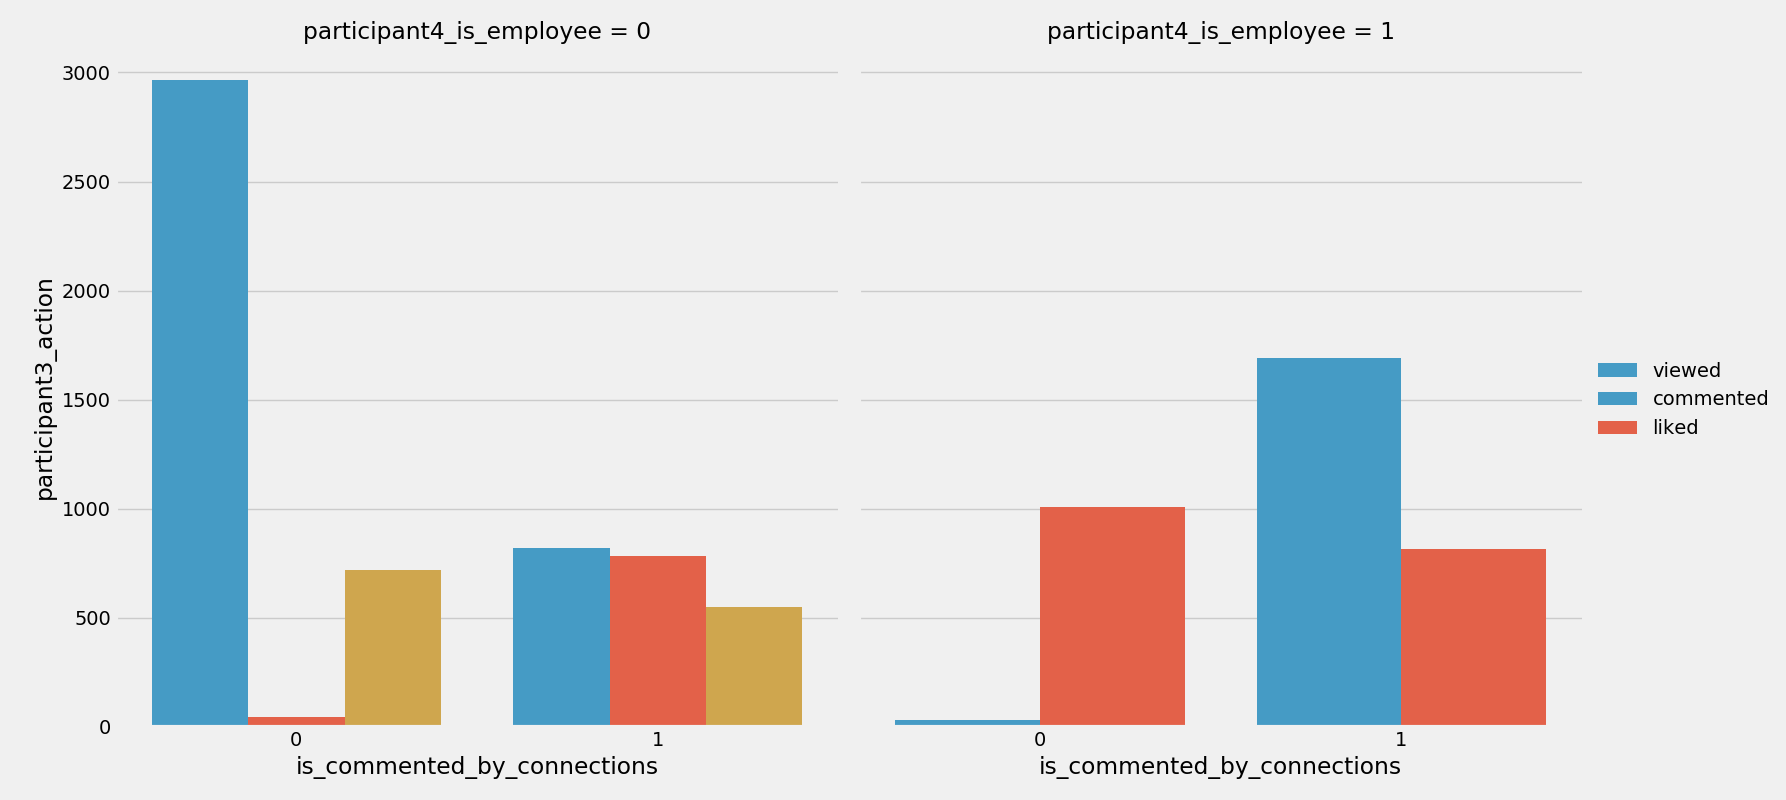 participant4_is_employee = 0
participant4_is_employee = 1
participant3_action
3000
2500
2000
1500
1000
500
0
0
1
0
1
is_commented_by_connections
is_commented_by_connections
viewed
commented
liked